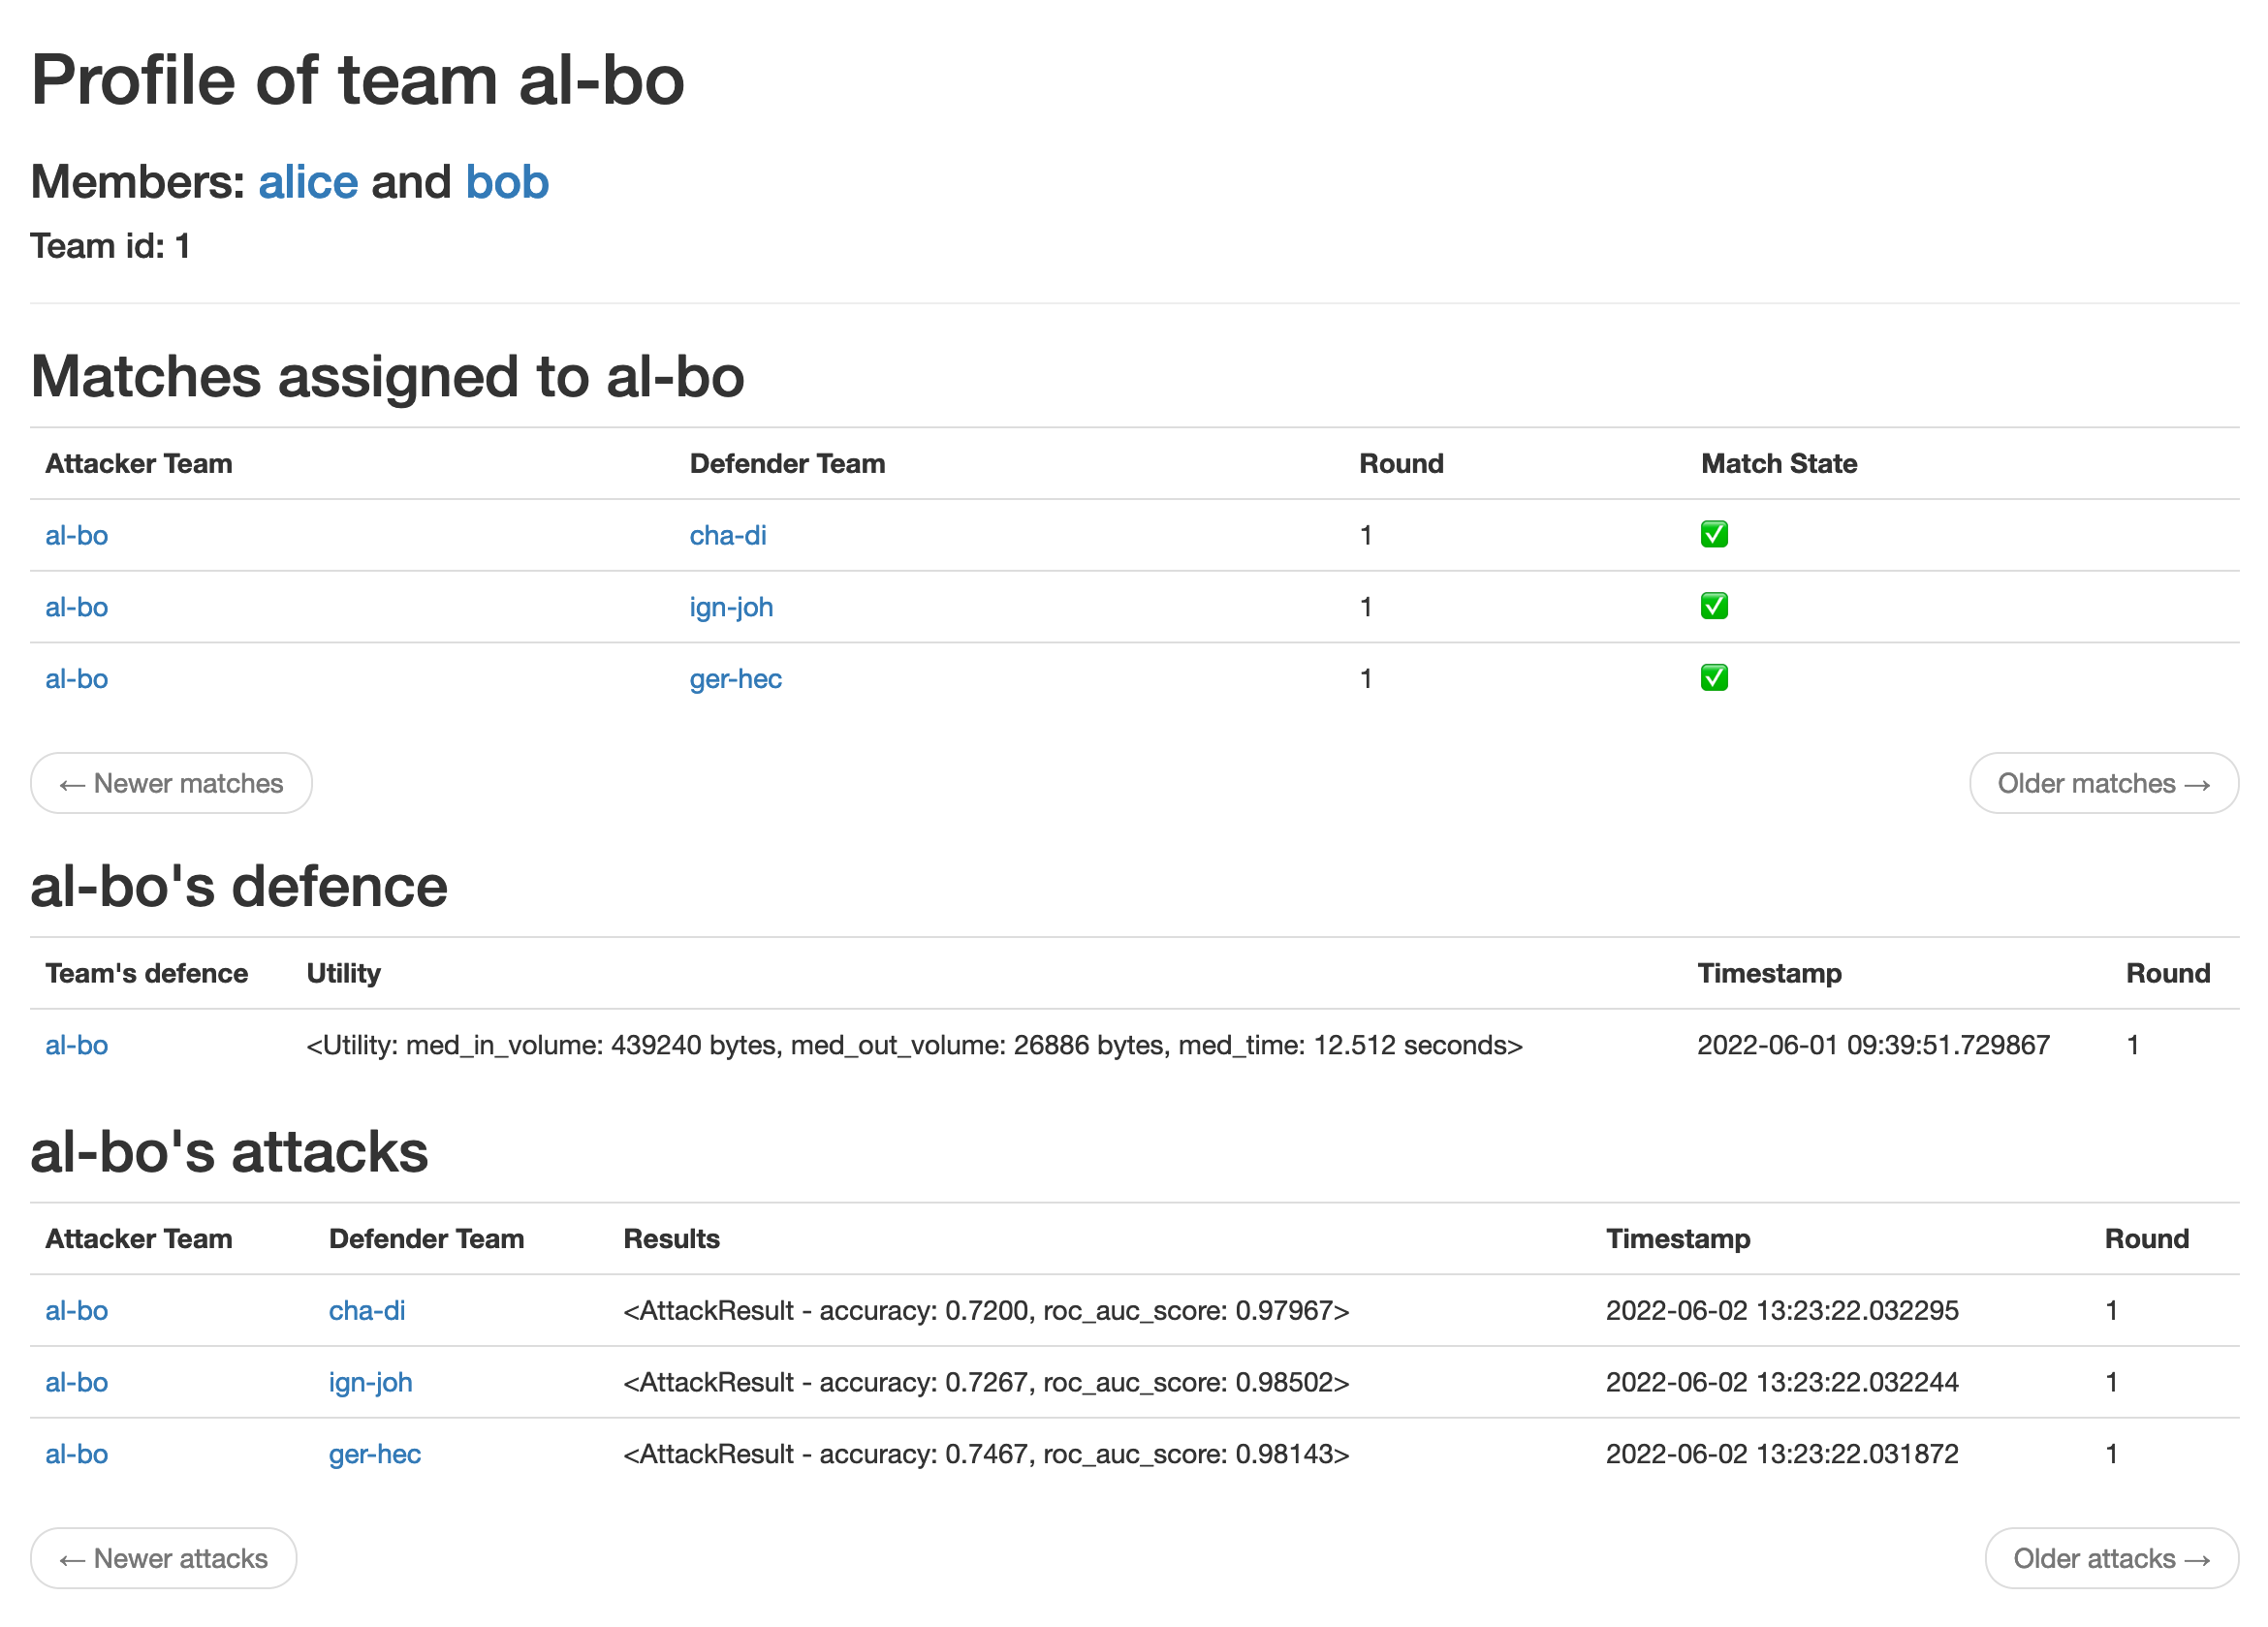 Profile of team al-bo
Members: alice and bob
Team id: 1
Matches assigned to al-bo
Attacker Team Defender Team Round Match State
al-bo cha-di 1 ✅
al-bo ign-joh 1 ✅
al-bo ger-hec 1 ✅
← Newer matches Older matches →
al-bo's defence
Team's defence Utility Timestamp Round
al-bo <Utility: med_in_volume: 439240 bytes, med_out_volume: 26886 bytes, med_time: 12.512 seconds> 2022-06-01 09:39:51.729867 1
al-bo's attacks
Attacker Team Defender Team Results Timestamp Round
al-bo cha-di <AttackResult - accuracy: 0.7200, roc_auc_score: 0.97967> 2022-06-02 13:23:22.032295 1
al-bo ign-joh <AttackResult - accuracy: 0.7267, roc_auc_score: 0.98502> 2022-06-02 13:23:22.032244 1
al-bo ger-hec <AttackResult - accuracy: 0.7467, roc_auc_score: 0.98143> 2022-06-02 13:23:22.031872 1
← Newer attacks Older attacks →